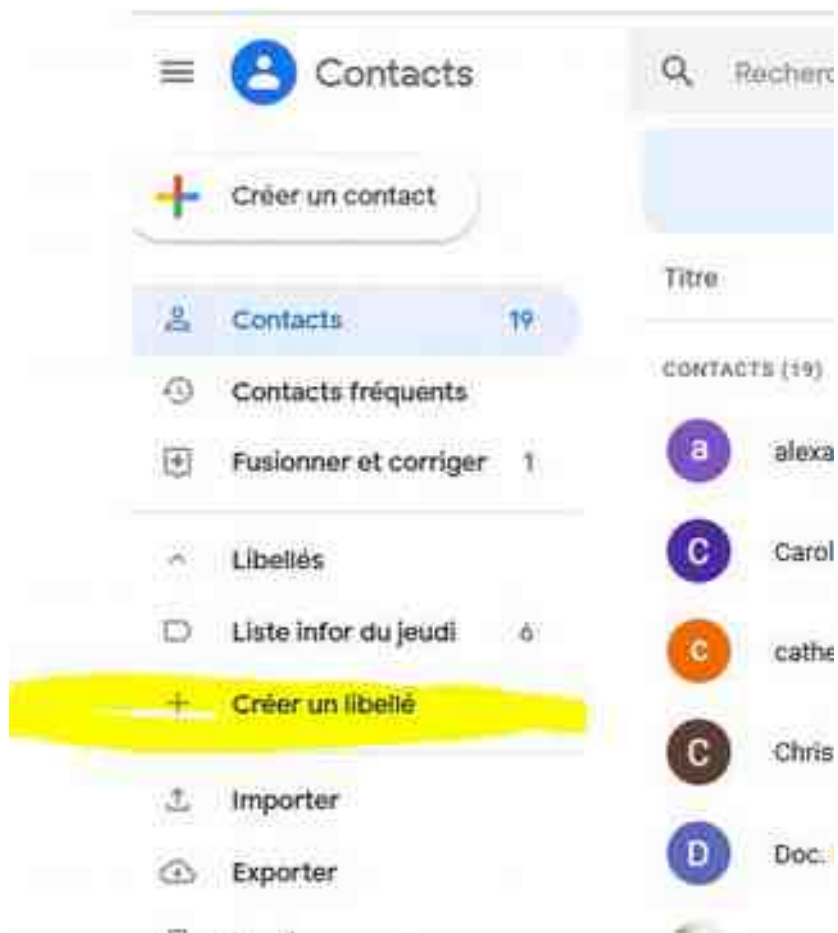 Contacts
Recherc
Créer un contact
Titre
Contacts 19
CONTACTS (19)
Contacts fréquents
a alexa
Fusionner et corriger 1
C Carol
Libellés
Liste infor du jeudi 6
c cathe
Créer un libellé
C Chris
Importer
D Doc.
Exporter